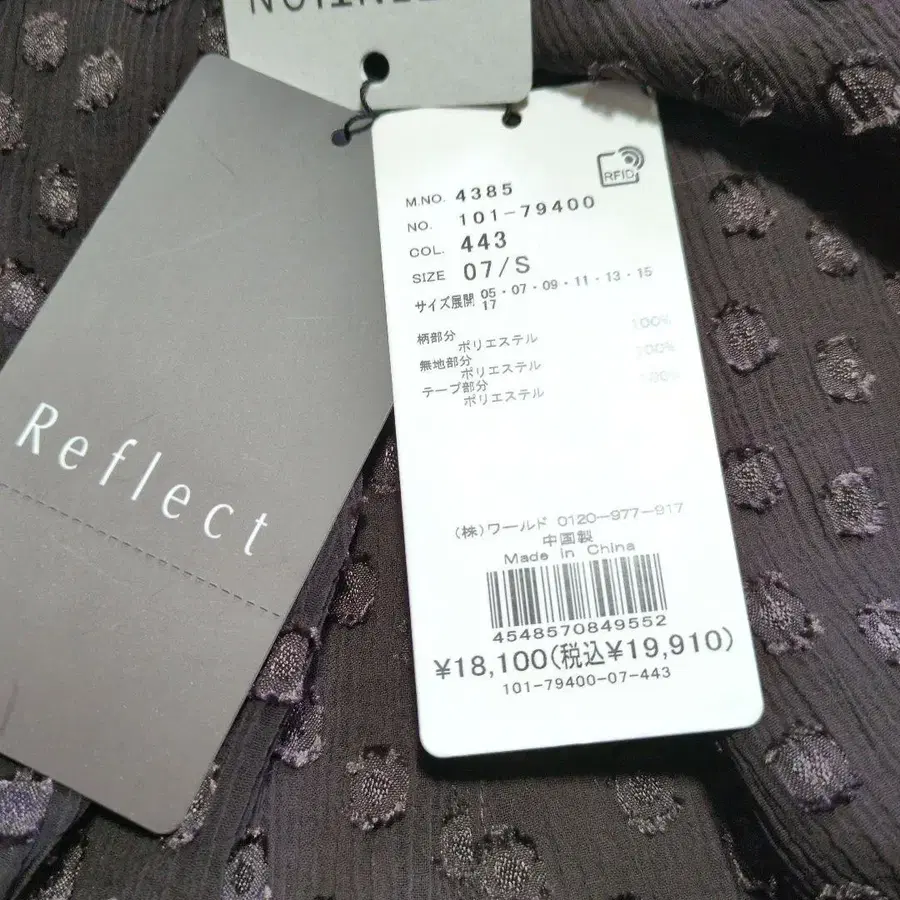 Reflect
RFID
M.NO. 4385
NO. 101-79400
COL. 443
SIZE 07/S
サイズ展開 05・07・09・11・13・15
17
柄部分
ポリエステル 100%
無地部分
ポリエステル 100%
テープ部分
ポリエステル 100%
(株)ワールド 0120-977-917
中国製
Made in China
4548570849552
¥18,100(税込¥19,910)
101-79400-07-443